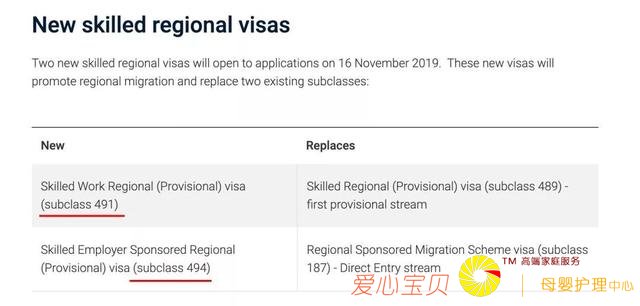 New skilled regional visas
Two new skilled regional visas will open to applications on 16 November 2019. These new visas will
promote regional migration and replace two existing subclasses:
New
Replaces
Skilled Work Regional (Provisional) visa
(subclass 491)
Skilled Regional (Provisional) visa (subclass 489) -
first provisional stream
Skilled Employer Sponsored Regional
(Provisional) visa (subclass 494)
Regional Sponsored Migration Scheme visa (subclass
187) - Direct Entry stream
爱心宝贝
TM 高端家庭服务
母婴护理中心